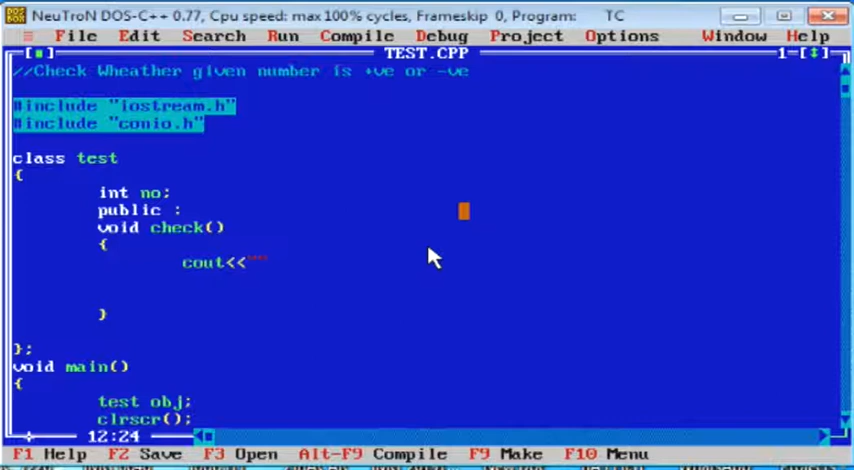 NeuTroN DOS-C++ 0.77, Cpu speed: max 100% cycles, Frameskip 0, Program: TC
≡ File Edit Search Run Compile Debug Project Options Window Help
[■] TEST.CPP 1=[↕]
//Check Wheather given number is +ve or -ve
#include "iostream.h"
#include "conio.h"
class test
{
int no;
public :
void check()
{
cout<<""
}
};
void main()
{
test obj;
clrscr();
12:24
F1 Help F2 Save F3 Open Alt-F9 Compile F9 Make F10 Menu